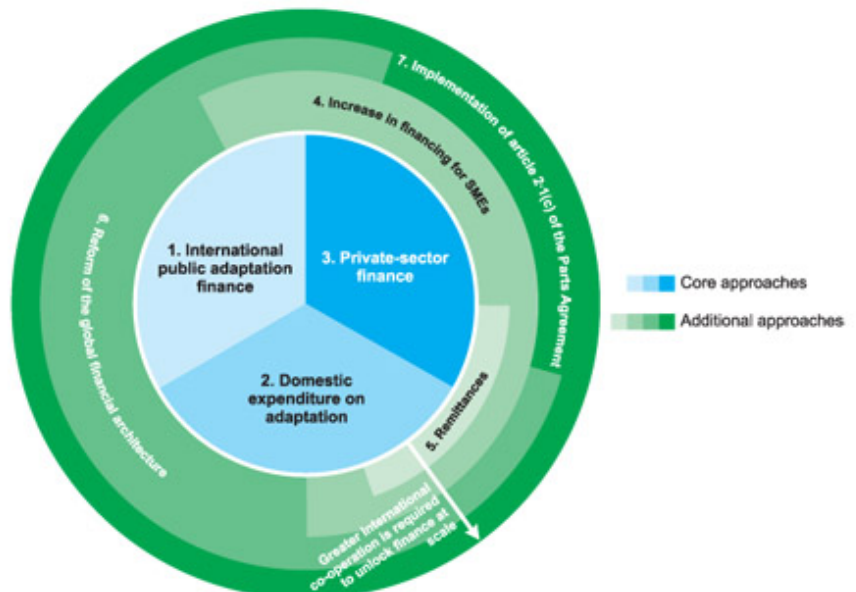 7. Implementation of article 2·1(c) of the Parts Agreement
4. Increase in financing for SMEs
1. International
public adaptation
finance
3. Private-sector
finance
2. Domestic
expenditure on
adaptation
5. Remittances
6. Reform of the global financial architecture
Greater International
co-operation is required
to unlock finance at
scale
Core approaches
Additional approaches